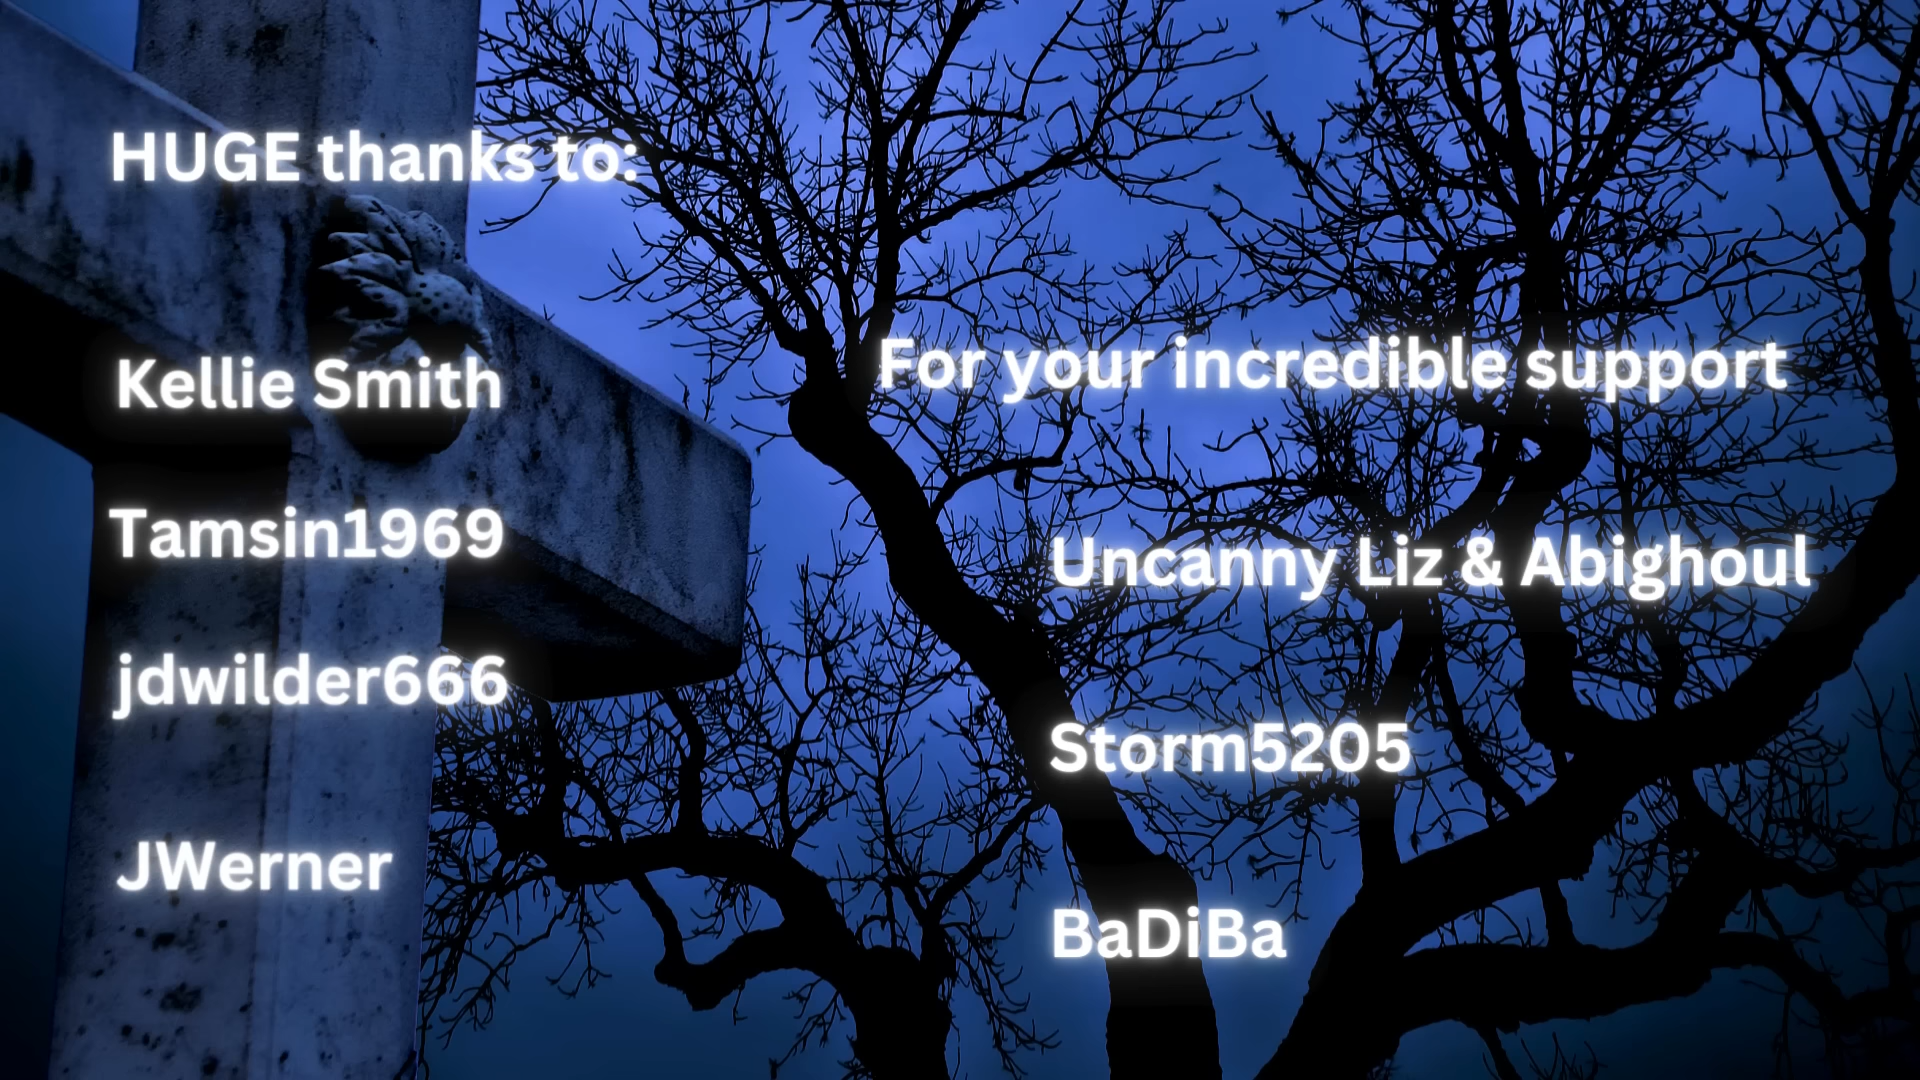 HUGE thanks to:
Kellie Smith
Tamsin1969
jdwilder666
JWerner
For your incredible support
Uncanny Liz & Abighoul
Storm5205
BaDiBa